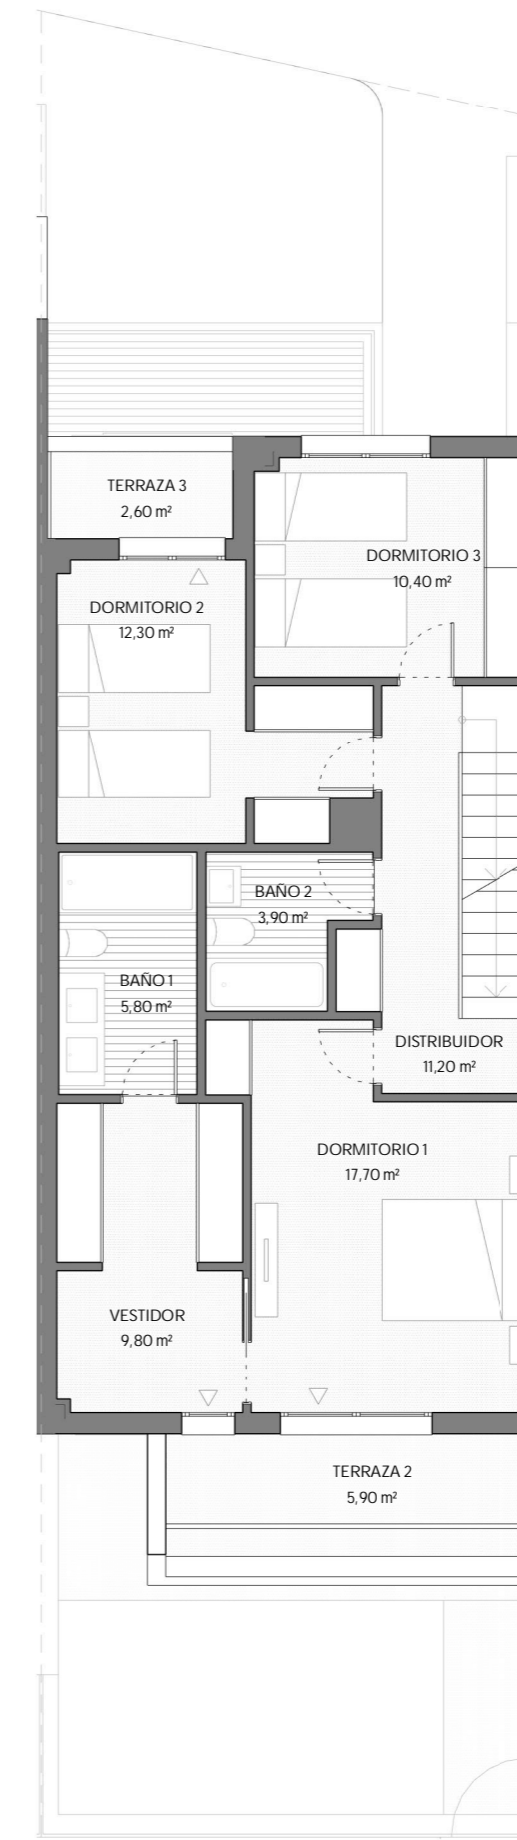 TERRAZA 3
2,60 m²
DORMITORIO 3
10,40 m²
DORMITORIO 2
12,30 m²
BAÑO 2
3,90 m²
BAÑO 1
5,80 m²
DISTRIBUIDOR
11,20 m²
DORMITORIO 1
17,70 m²
VESTIDOR
9,80 m²
TERRAZA 2
5,90 m²